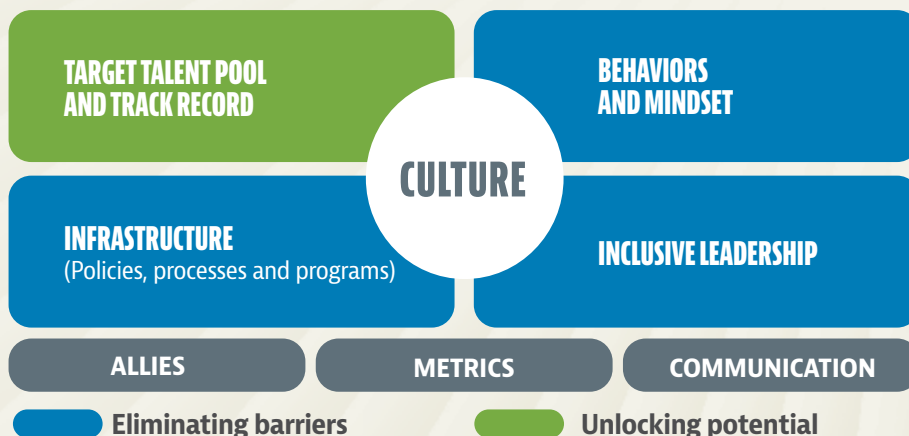 TARGET TALENT POOL
AND TRACK RECORD
BEHAVIORS
AND MINDSET
CULTURE
INFRASTRUCTURE
(Policies, processes and programs)
INCLUSIVE LEADERSHIP
ALLIES
METRICS
COMMUNICATION
Eliminating barriers
Unlocking potential